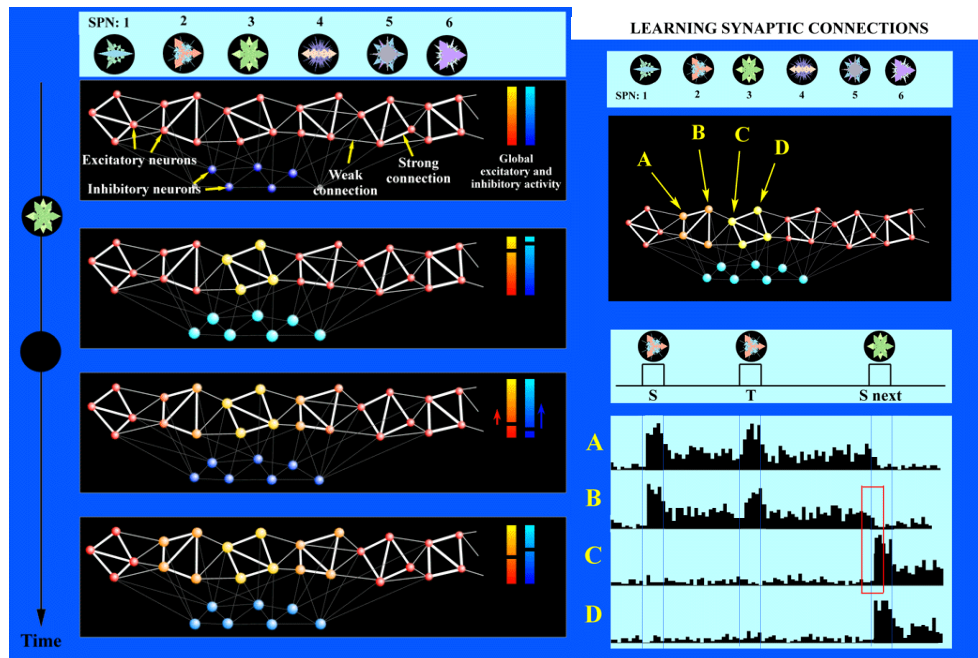 SPN: 1 2 3 4 5 6
Excitatory neurons
Inhibitory neurons
Weak
connection
Strong
connection
Global
excitatory and
inhibitory activity
Time
LEARNING SYNAPTIC CONNECTIONS
SPN: 1 2 3 4 5 6
A
B
C
D
S T S next
A
B
C
D